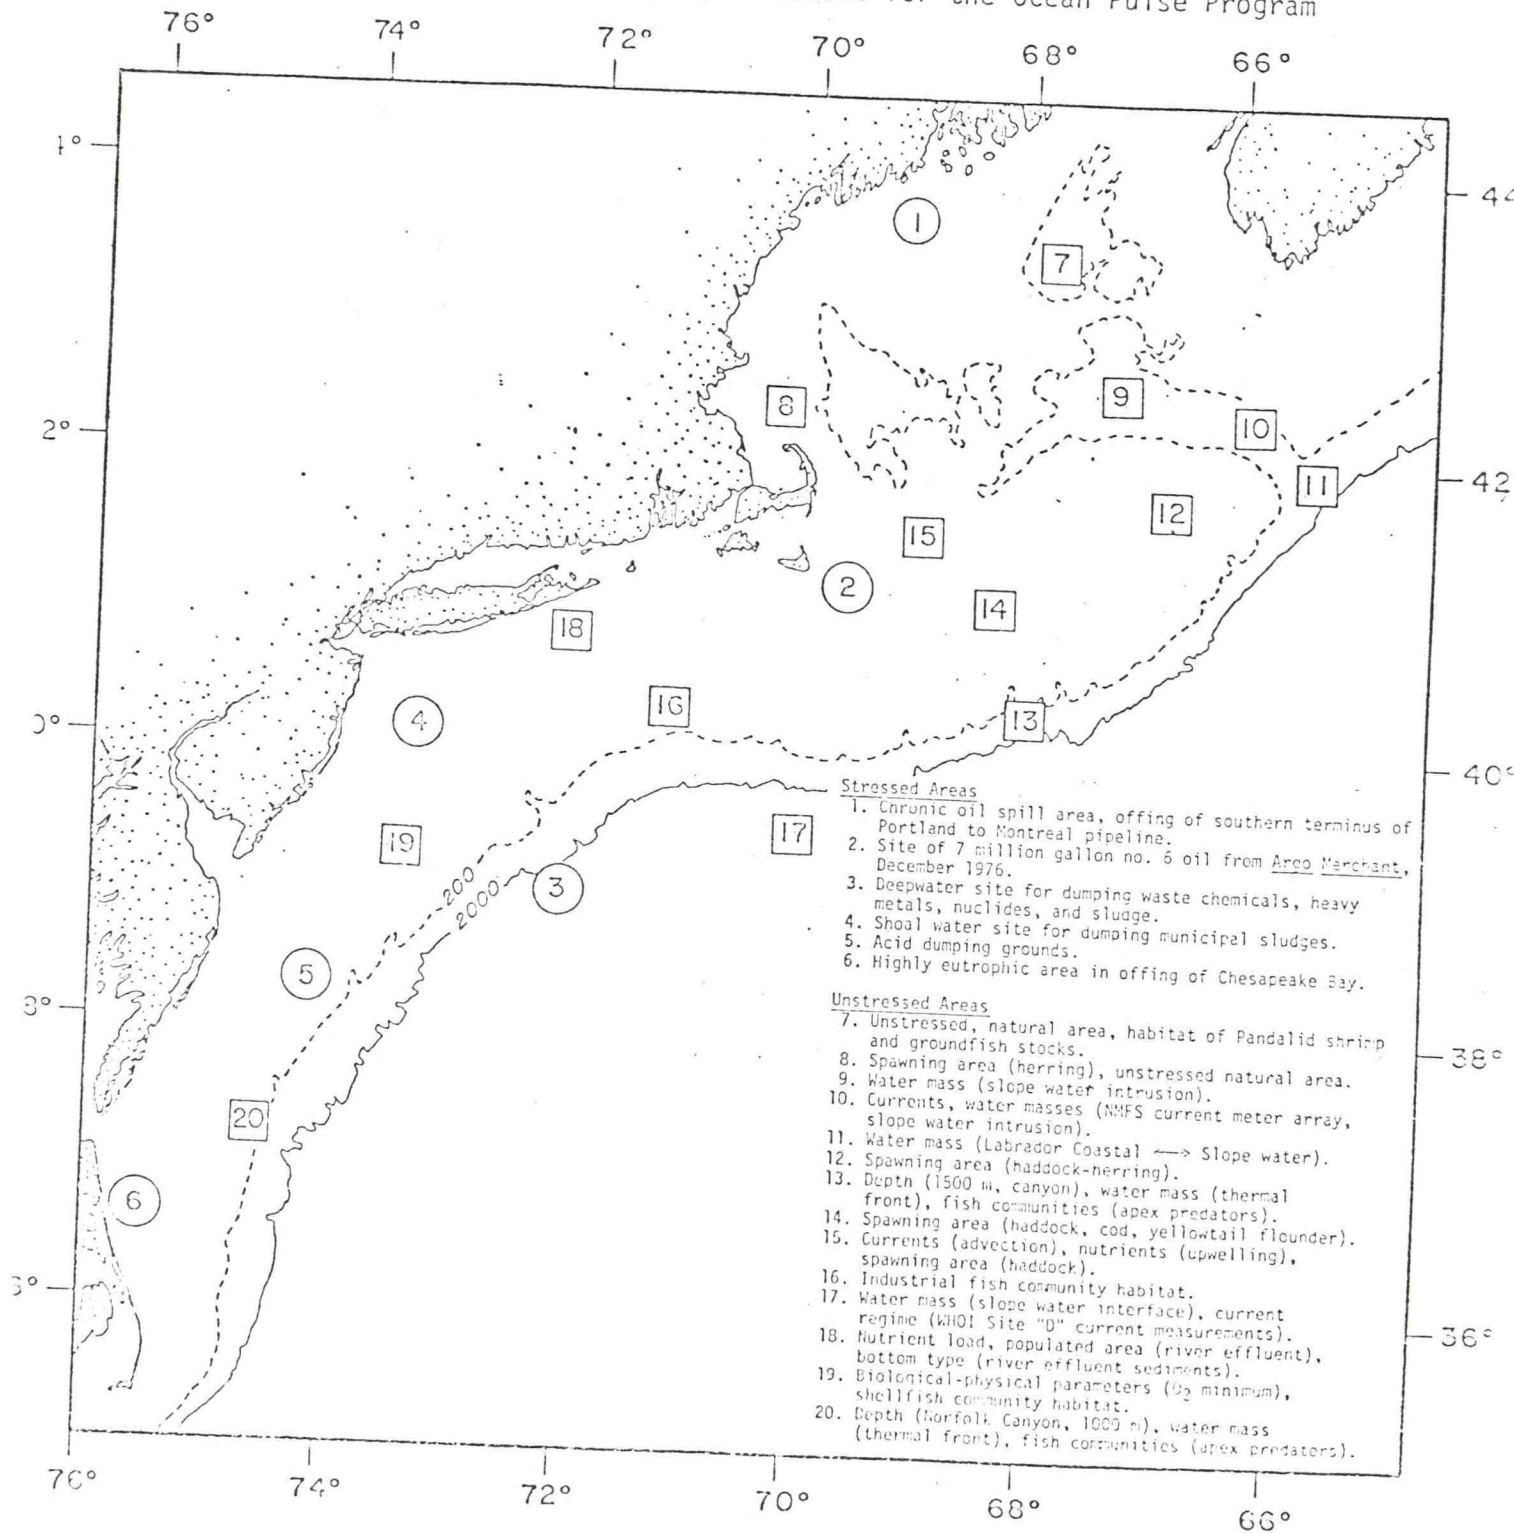 for the Ocean Pulse Program
76° 74° 72° 70° 68° 66°
44
1
7
8
9
10
2°
42
11
12
15
2
14
18
16
4
13
0°
40°
Stressed Areas
1. Chronic oil spill area, offing of southern terminus of
Portland to Montreal pipeline.
2. Site of 7 million gallon no. 6 oil from Argo Merchant,
December 1976.
3. Deepwater site for dumping waste chemicals, heavy
metals, nuclides, and sludge.
4. Shoal water site for dumping municipal sludges.
5. Acid dumping grounds.
6. Highly eutrophic area in offing of Chesapeake Bay.
19
17
200
2000
3
5
Unstressed Areas
7. Unstressed, natural area, habitat of Pandalid shrimp
and groundfish stocks.
8. Spawning area (herring), unstressed natural area.
9. Water mass (slope water intrusion).
10. Currents, water masses (NMFS current meter array,
slope water intrusion).
11. Water mass (Labrador Coastal <--> Slope water).
12. Spawning area (haddock-herring).
13. Depth (1500 m, canyon), water mass (thermal
front), fish communities (apex predators).
14. Spawning area (haddock, cod, yellowtail flounder).
15. Currents (advection), nutrients (upwelling),
spawning area (haddock).
16. Industrial fish community habitat.
17. Water mass (slope water interface), current
regime (WHOI Site "D" current measurements).
18. Nutrient load, populated area (river effluent),
bottom type (river effluent sediments).
19. Biological-physical parameters (O2 minimum),
shellfish community habitat.
20. Depth (Norfolk Canyon, 1000 m), water mass
(thermal front), fish communities (apex predators).
38°
20
6
36°
76° 74° 72° 70° 68° 66°